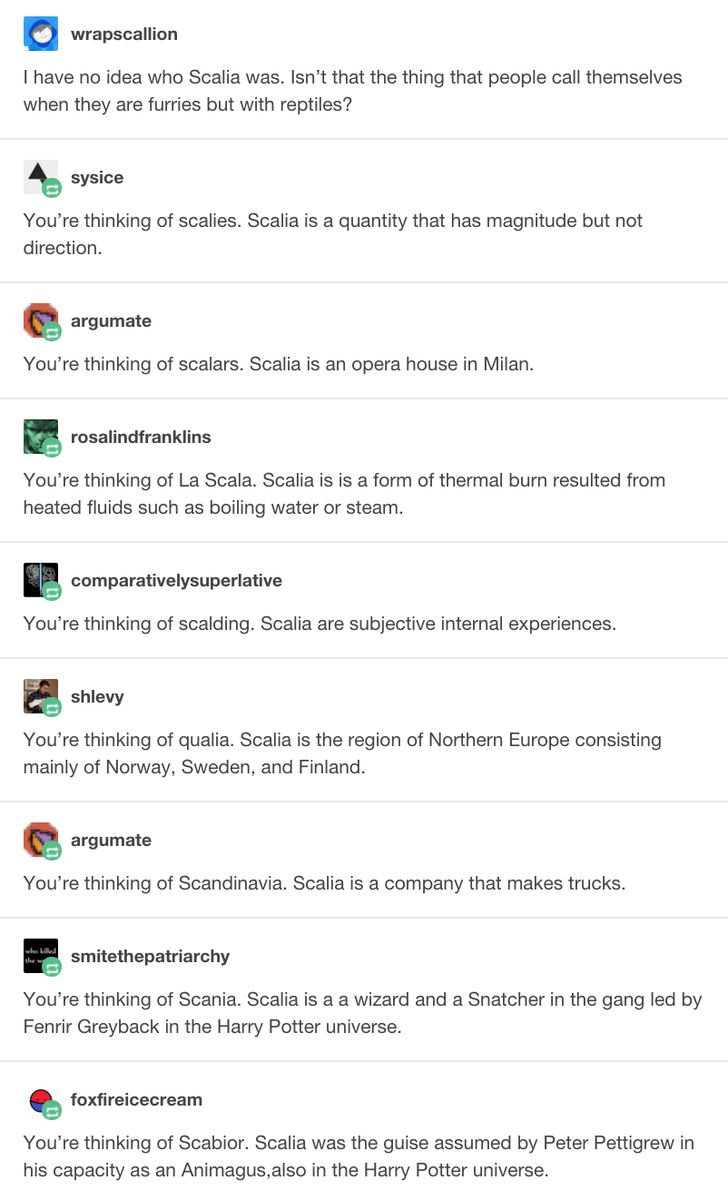 wrapscallion
I have no idea who Scalia was. Isn’t that the thing that people call themselves
when they are furries but with reptiles?
sysice
You’re thinking of scalies. Scalia is a quantity that has magnitude but not
direction.
argumate
You’re thinking of scalars. Scalia is an opera house in Milan.
rosalindfranklins
You’re thinking of La Scala. Scalia is is a form of thermal burn resulted from
heated fluids such as boiling water or steam.
comparativelysuperlative
You’re thinking of scalding. Scalia are subjective internal experiences.
shlevy
You’re thinking of qualia. Scalia is the region of Northern Europe consisting
mainly of Norway, Sweden, and Finland.
argumate
You’re thinking of Scandinavia. Scalia is a company that makes trucks.
who killed
the
smitethepatriarchy
You’re thinking of Scania. Scalia is a a wizard and a Snatcher in the gang led by
Fenrir Greyback in the Harry Potter universe.
foxfireicecream
You’re thinking of Scabior. Scalia was the guise assumed by Peter Pettigrew in
his capacity as an Animagus,also in the Harry Potter universe.